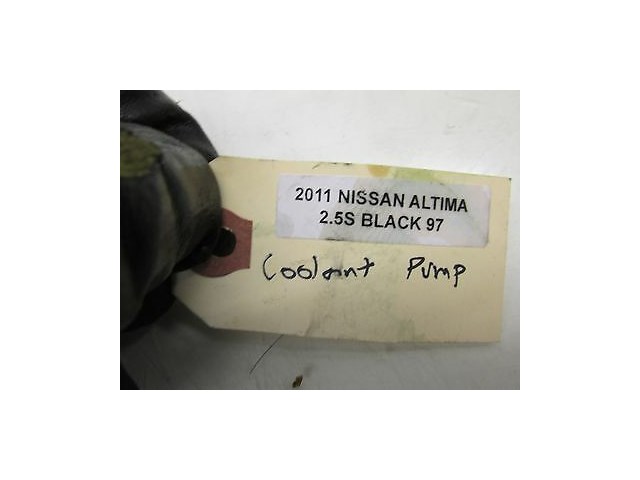 2011 NISSAN ALTIMA
2.5S BLACK 97
Coolant Pump